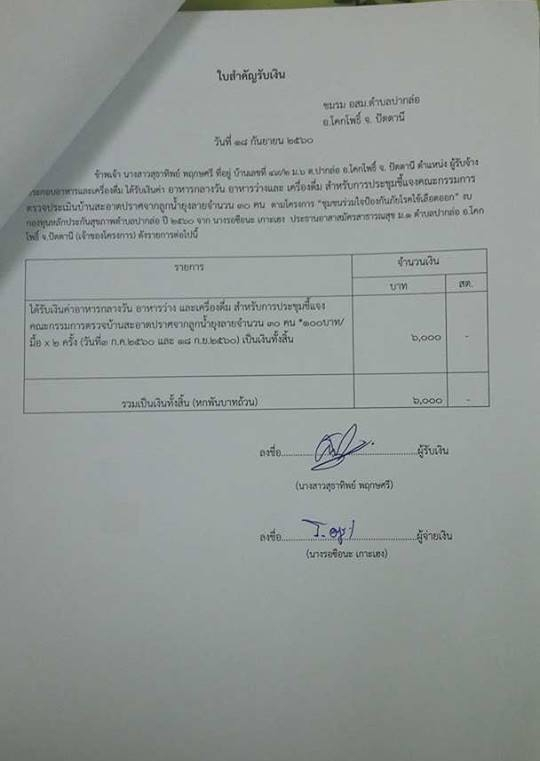 ใบสำคัญรับเงิน
ชมรม อสม.ตำบลปากล่อ
อ.โคกโพธิ์ จ. ปัตตานี
วันที่ ๑๘ กันยายน ๒๕๖๐
ข้าพเจ้า นางสาวสุธาทิพย์ พฤกษศรี ที่อยู่ บ้านเลขที่ ๔๗/๒ ม.๖ ต.ปากล่อ อ.โคกโพธิ์ จ. ปัตตานี ตำแหน่ง ผู้รับจ้าง
ประกอบอาหารและเครื่องดื่ม ได้รับเงินค่า อาหารกลางวัน อาหารว่างและ เครื่องดื่ม สำหรับการประชุมชี้แจงคณะกรรมการ
ตรวจประเมินบ้านสะอาดปราศจากลูกน้ำยุงลายจำนวน ๓๐ คน ตามโครงการ "ชุมชนร่วมใจป้องกันภัยโรคไข้เลือดออก" งบ
กองทุนหลักประกันสุขภาพตำบลปากล่อ ปี ๒๕๖๐ จาก นางรอซือนะ เกาะเฮง ประธานอาสาสมัครสาธารณสุข ม.๑ ตำบลปากล่อ อ.โคก
โพธิ์ จ.ปัตตานี (เจ้าของโครงการ) ดังรายการต่อไปนี้
รายการ จำนวนเงิน
บาท สต.
ได้รับเงินค่าอาหารกลางวัน อาหารว่าง และเครื่องดื่ม สำหรับการประชุมชี้แจง
คณะกรรมการตรวจบ้านสะอาดปราศจากลูกน้ำยุงลายจำนวน ๓๐ คน *๑๐๐บาท/
มื้อ x ๒ ครั้ง (วันที่๓ ก.ค.๒๕๖๐ และ ๑๘ ก.ย.๒๕๖๐) เป็นเงินทั้งสิ้น ๖,๐๐๐ -
รวมเป็นเงินทั้งสิ้น (หกพันบาทถ้วน) ๖,๐๐๐ -
ลงชื่อ..............................ผู้รับเงิน
(นางสาวสุธาทิพย์ พฤกษศรี)
ลงชื่อ..............................ผู้จ่ายเงิน
(นางรอซือนะ เกาะเฮง)